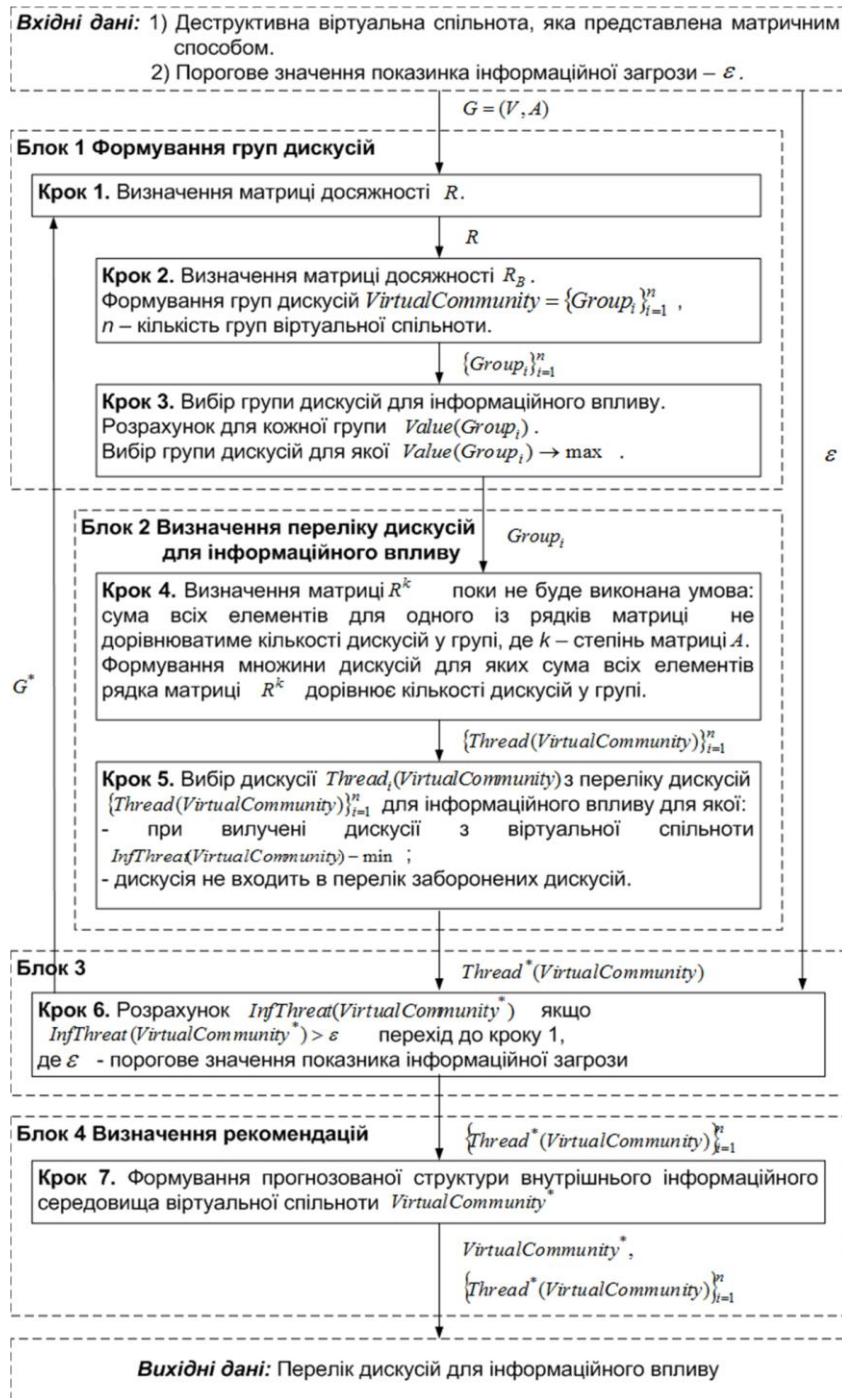 Вхідні дані: 1) Деструктивна віртуальна спільнота, яка представлена матричним
способом.
2) Порогове значення показинка інформаційної загрози – ε.
G = (V, A)
Блок 1 Формування груп дискусій
Крок 1. Визначення матриці досяжності R.
R
Крок 2. Визначення матриці досяжності R_B.
Формування груп дискусій VirtualCommunity = {Group_i}_{i=1}^n ,
n – кількість груп віртуальної спільноти.
{Group_i}_{i=1}^n
Крок 3. Вибір групи дискусій для інформаційного впливу.
Розрахунок для кожної групи Value(Group_i).
Вибір групи дискусій для якої Value(Group_i) → max .
ε
Блок 2 Визначення переліку дискусій
для інформаційного впливу
Group_i
Крок 4. Визначення матриці R^k поки не буде виконана умова:
сума всіх елементів для одного із рядків матриці не
дорівнюватиме кількості дискусій у групі, де k – степінь матриці A.
Формування множини дискусій для яких сума всіх елементів
рядка матриці R^k дорівнює кількості дискусій у групі.
G^*
{Thread(VirtualCommunity)}_{i=1}^n
Крок 5. Вибір дискусії Thread_i(VirtualCommunity) з переліку дискусій
{Thread(VirtualCommunity)}_{i=1}^n для інформаційного впливу для якої:
- при вилучені дискусії з віртуальної спільноти
InfThreat(VirtualCommunity) – min ;
- дискусія не входить в перелік заборонених дискусій.
Блок 3
Thread^*(VirtualCommunity)
Крок 6. Розрахунок InfThreat(VirtualCommunity^*) якщо
InfThreat(VirtualCommunity^*) > ε перехід до кроку 1,
де ε - порогове значення показника інформаційної загрози
Блок 4 Визначення рекомендацій
{Thread^*(VirtualCommunity)}_{i=1}^n
Крок 7. Формування прогнозованої структури внутрішнього інформаційного
середовища віртуальної спільноти VirtualCommunity^*
VirtualCommunity^*,
{Thread^*(VirtualCommunity)}_{i=1}^n
Вихідні дані: Перелік дискусій для інформаційного впливу